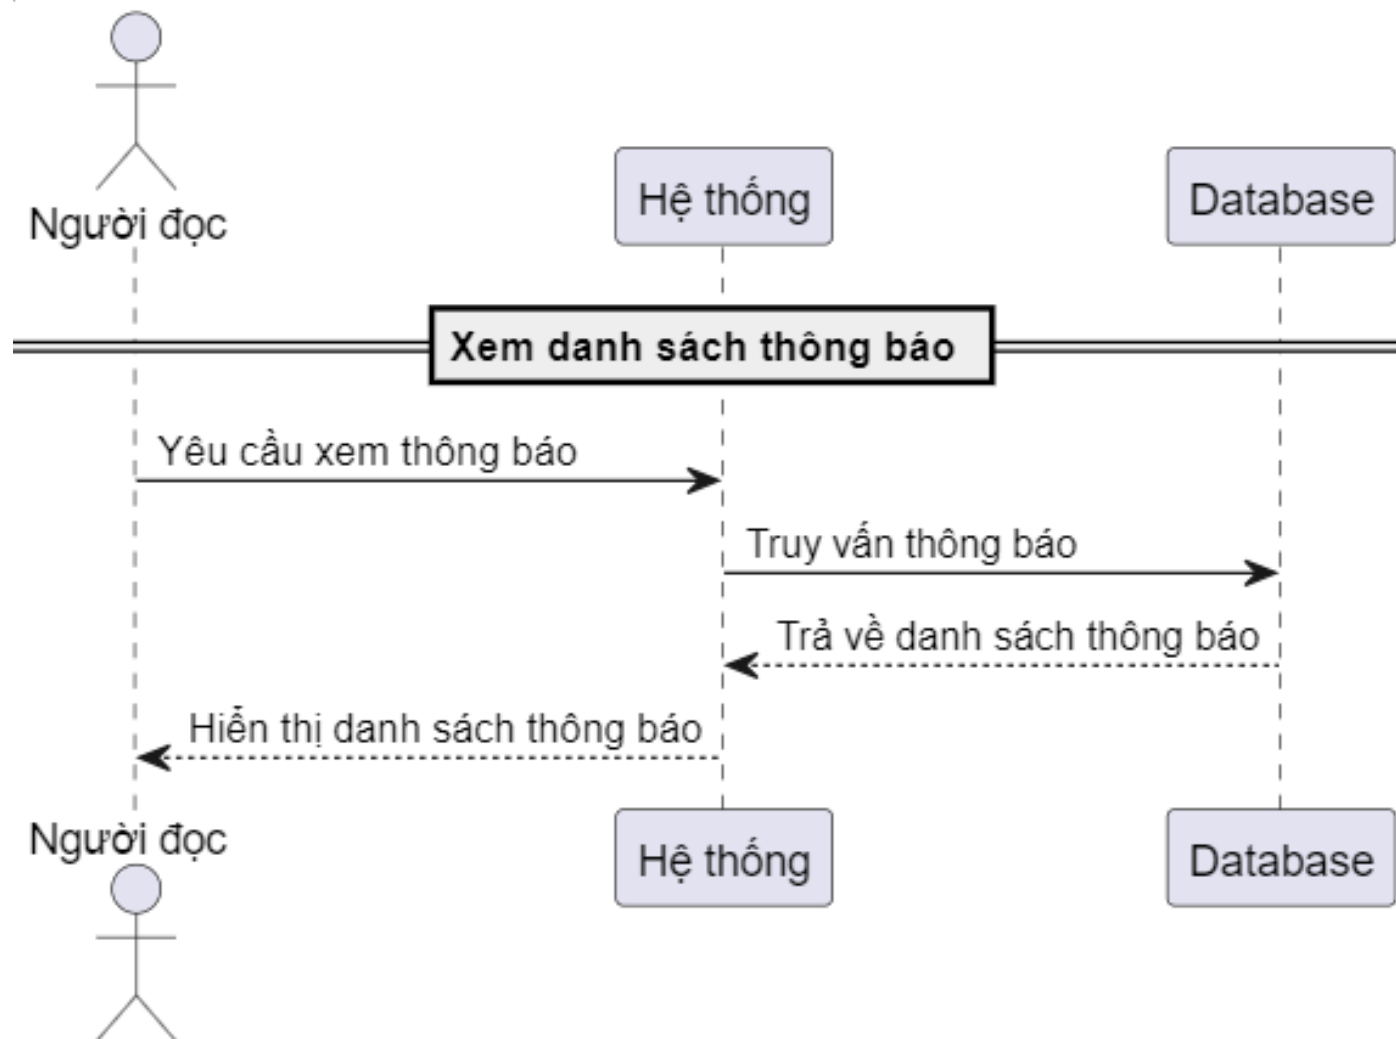 Người đọc
Hệ thống
Database
Xem danh sách thông báo
Yêu cầu xem thông báo
Truy vấn thông báo
Trả về danh sách thông báo
Hiển thị danh sách thông báo
Người đọc
Hệ thống
Database